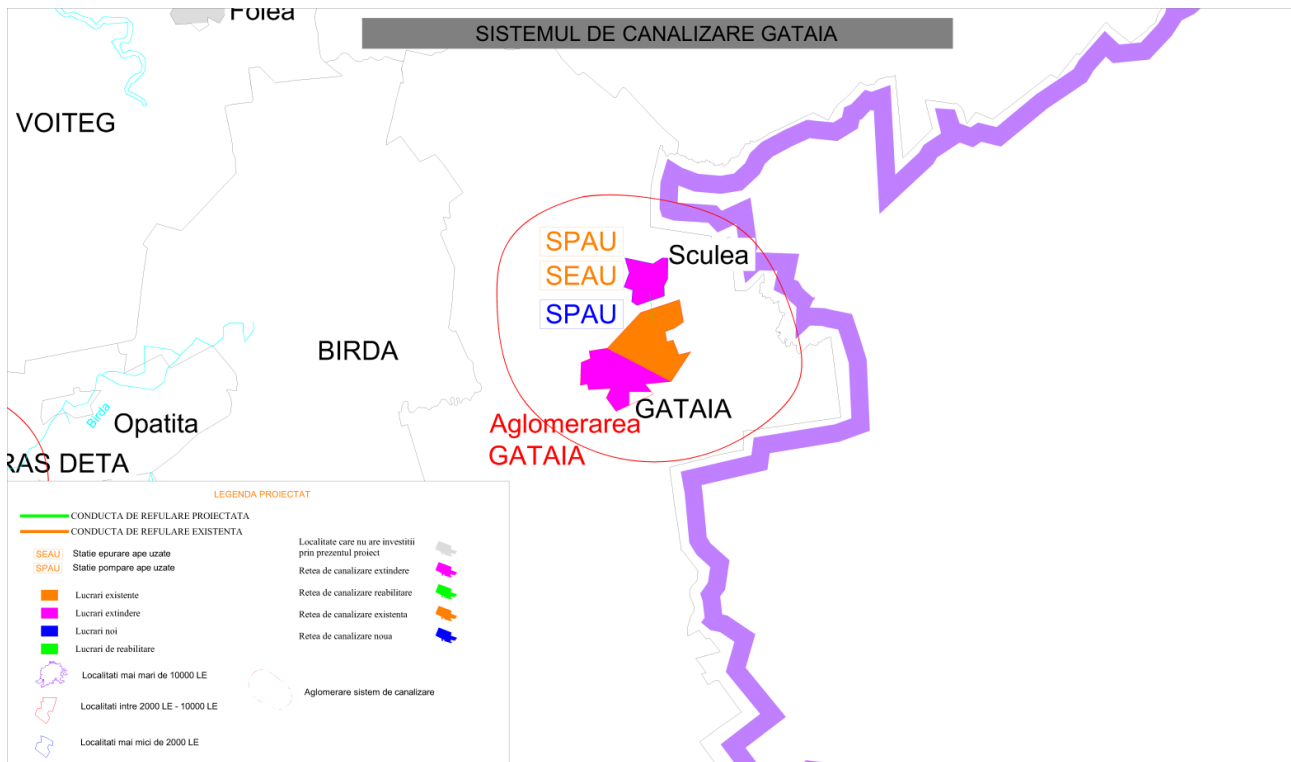 Folea
SISTEMUL DE CANALIZARE GATAIA
VOITEG
SPAU
Sculea
SEAU
SPAU
BIRDA
GATAIA
Birda
Opatita
Aglomerarea
GATAIA
RAS DETA
LEGENDA PROIECTAT
CONDUCTA DE REFULARE PROIECTATA
CONDUCTA DE REFULARE EXISTENTA
SEAU Statie epurare ape uzate
SPAU Statie pompare ape uzate
Lucrari existente
Lucrari extindere
Lucrari noi
Lucrari de reabilitare
Localitati mai mari de 10000 LE
Localitati intre 2000 LE - 10000 LE
Localitati mai mici de 2000 LE
Localitate care nu are investitii
prin prezentul proiect
Retea de canalizare extindere
Retea de canalizare reabilitare
Retea de canalizare existenta
Retea de canalizare noua
Aglomerare sistem de canalizare